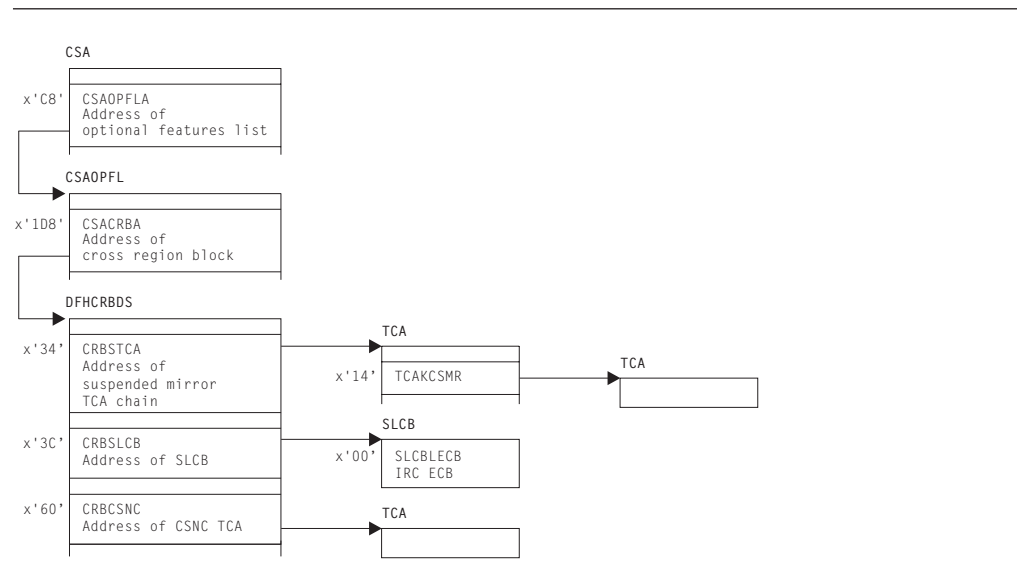 CSA
x'C8' CSAOPFLA
Address of
optional features list
CSAOPFL
x'1D8' CSACRBA
Address of
cross region block
DFHCRBDS
x'34' CRBSTCA
Address of
suspended mirror
TCA chain
TCA
x'14' TCAKCSMR
TCA
x'3C' CRBSLCB
Address of SLCB
SLCB
x'00' SLCBLECB
IRC ECB
x'60' CRBCSNC
Address of CSNC TCA
TCA